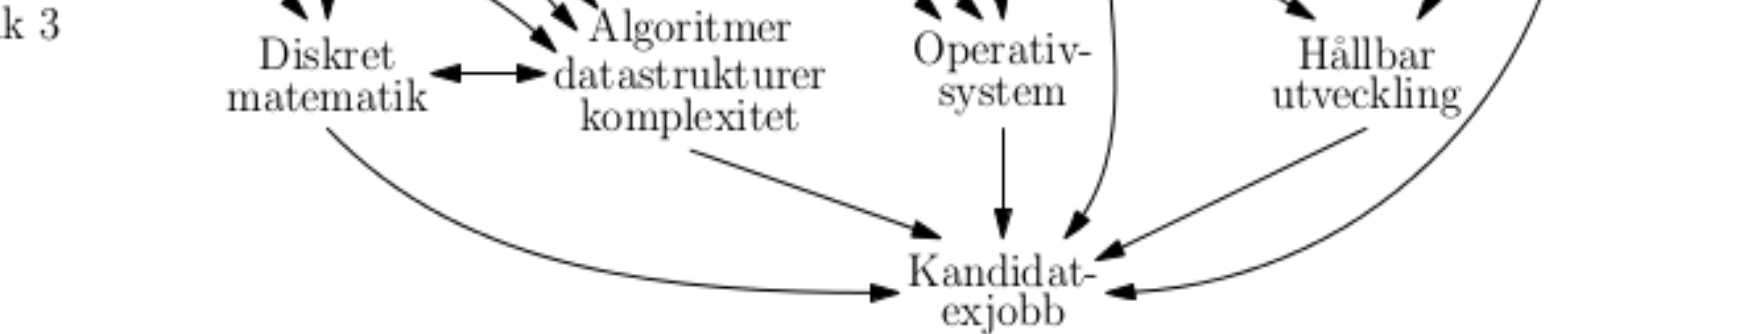 k 3
Diskret
matematik
Algoritmer
datastrukturer
komplexitet
Operativ-
system
Hållbar
utveckling
Kandidat-
exjobb